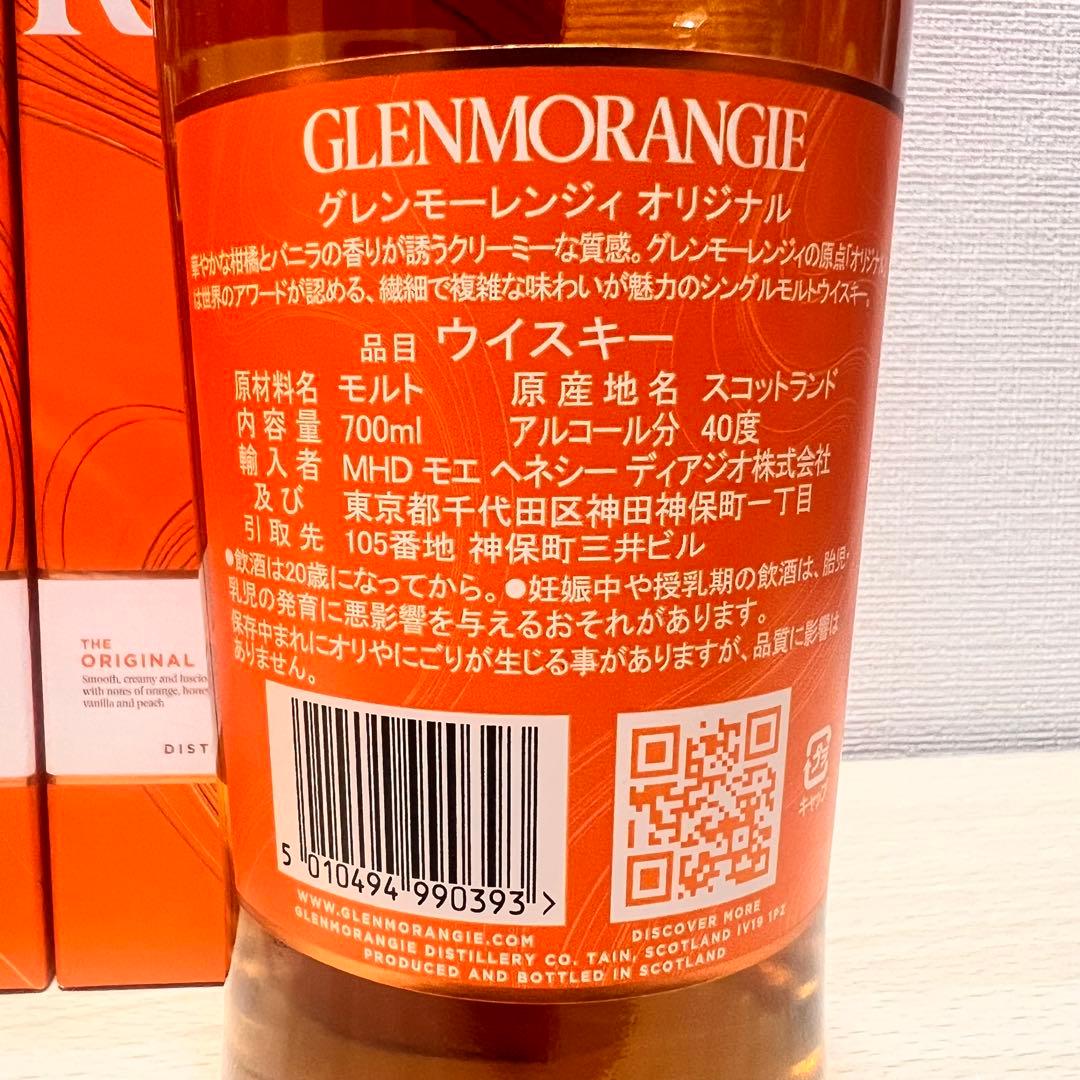 GLENMORANGIE
グレンモーレンジィ オリジナル
華やかな柑橘とバニラの香りが誘うクリーミーな質感。グレンモーレンジィの原点「オリジナ
は世界のアワードが認める、繊細で複雑な味わいが魅力のシングルモルトウイスキー。
品目 ウイスキー
原材料名 モルト 原産地名 スコットランド
内容量 700ml アルコール分 40度
輸入者 MHD モエ ヘネシー ディアジオ株式会社
及び 東京都千代田区神田神保町一丁目
引取先 105番地 神保町三井ビル
●飲酒は20歳になってから。●妊娠中や授乳期の飲酒は、胎児・
乳児の発育に悪影響を与えるおそれがあります。
保存中まれにオリやにごりが生じる事がありますが、品質に影響は
ありません。
5 010494 990393 >
プラ
キャップ
WWW.GLENMORANGIE.COM
GLENMORANGIE DISTILLERY CO. TAIN, SCOTLAND IV19 1PZ
PRODUCED AND BOTTLED IN SCOTLAND
DISCOVER MORE
THE
ORIGINAL
Smooth, creamy and
with notes of orange,
vanilla and peach
DIST